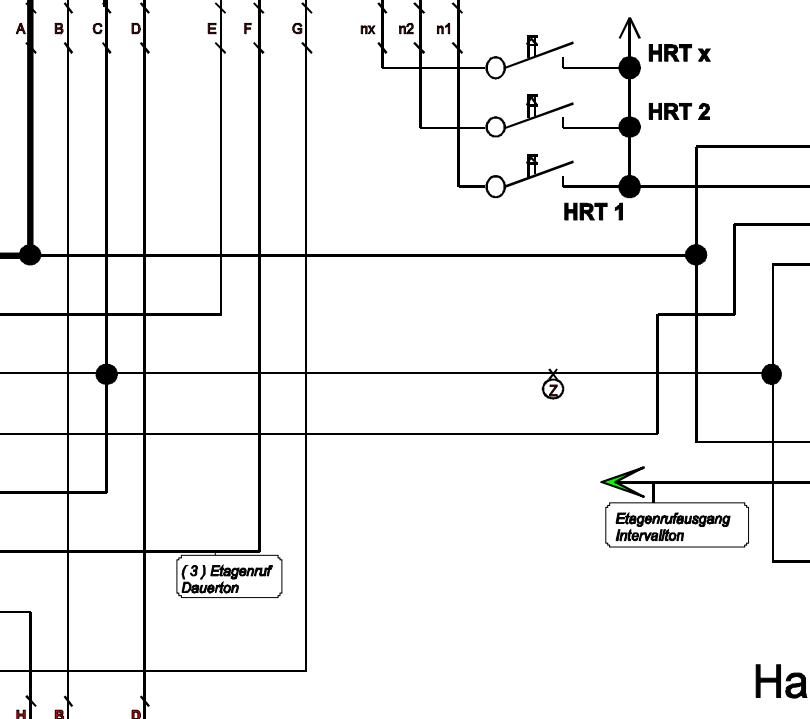 A B C D E F G nx n2 n1
HRT x
HRT 2
HRT 1
Z
Etagenrufausgang
Intervallton
( 3 ) Etagenruf
Dauerton
Ha
H B D